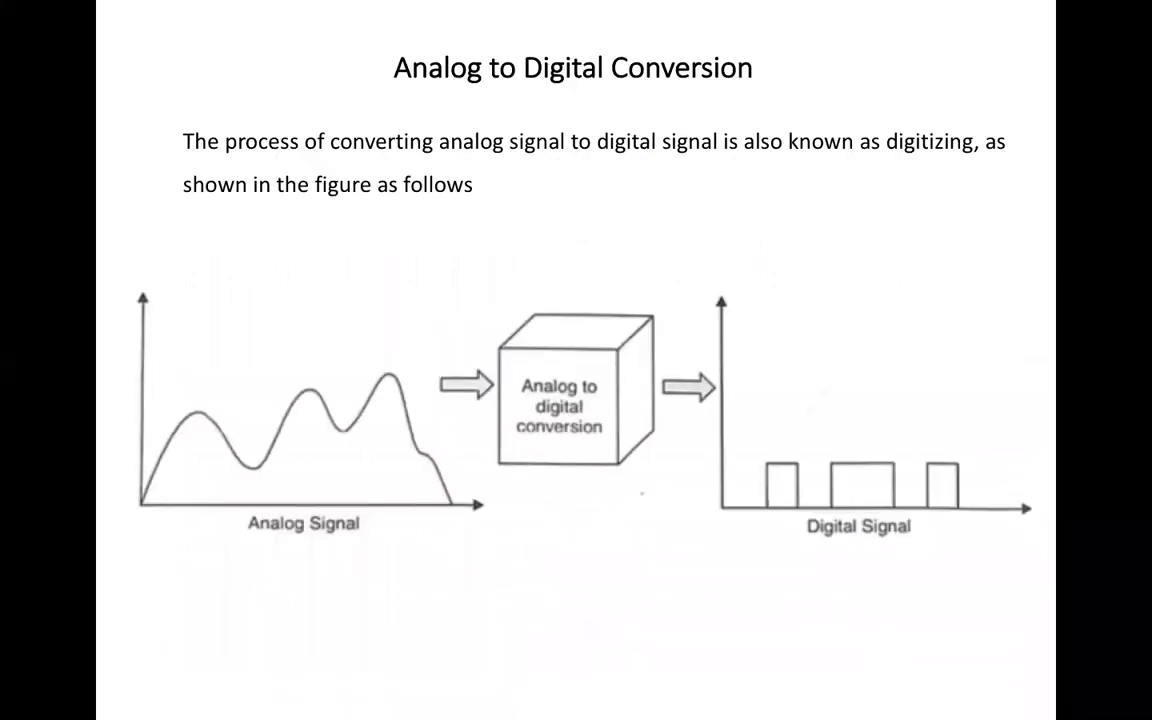 Analog to Digital Conversion
The process of converting analog signal to digital signal is also known as digitizing, as
shown in the figure as follows
Analog to
digital
conversion
Analog Signal
Digital Signal